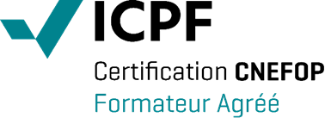 ICPF
Certification CNEFOP
Formateur Agréé